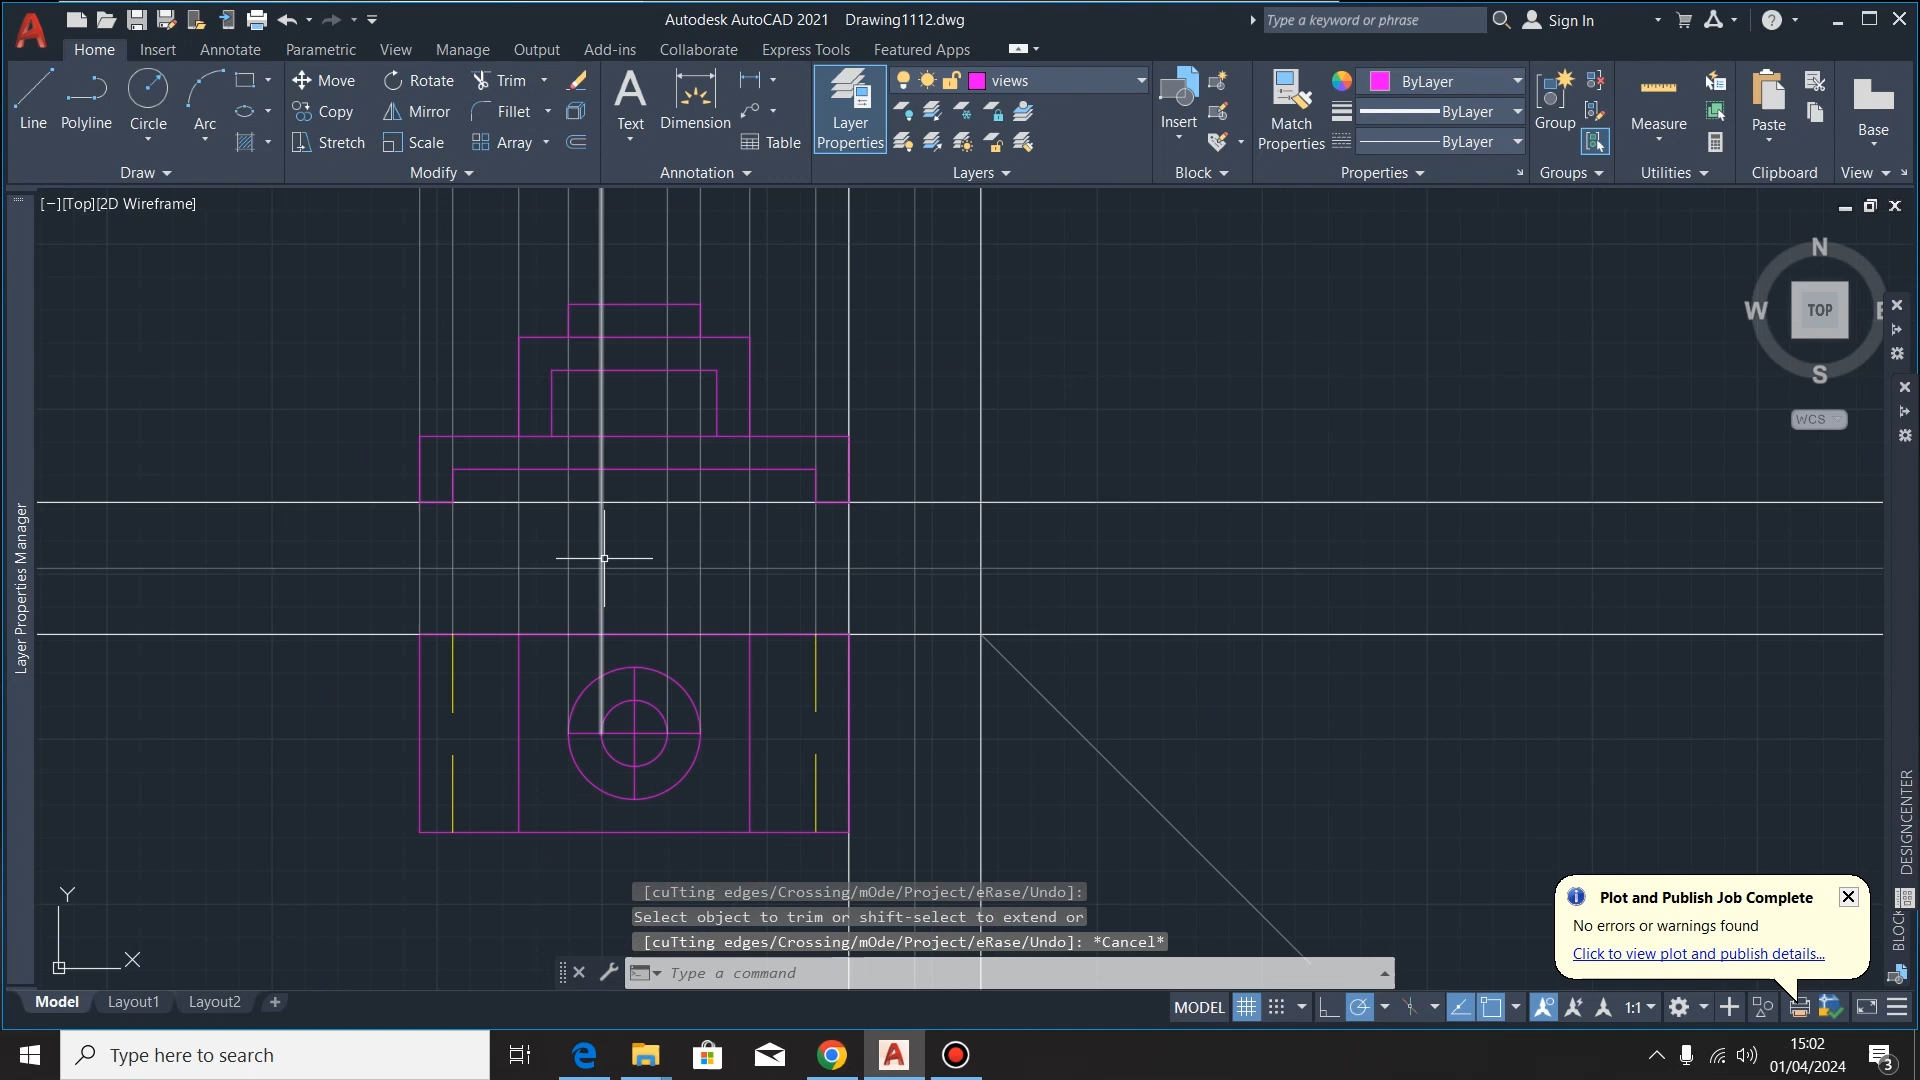 Autodesk AutoCAD 2021 Drawing1112.dwg
Type a keyword or phrase
Sign In
Home Insert Annotate Parametric View Manage Output Add-ins Collaborate Express Tools Featured Apps
Line Polyline Circle Arc
Move Rotate Trim
Copy Mirror Fillet
Stretch Scale Array
Text Dimension Table
Layer Properties
views
Insert
Match Properties
ByLayer
ByLayer
ByLayer
Group
Measure
Paste
Base
Draw Modify Annotation Layers Block Properties Groups Utilities Clipboard View
[−][Top][2D Wireframe]
N
W TOP E
S
WCS
Layer Properties Manager
DESIGNCENTER
BLOCK
Y
X
[cuTting edges/Crossing/mOde/Project/eRase/Undo]:
Select object to trim or shift-select to extend or
[cuTting edges/Crossing/mOde/Project/eRase/Undo]: *Cancel*
Type a command
Plot and Publish Job Complete
No errors or warnings found
Click to view plot and publish details...
Model Layout1 Layout2
MODEL 1:1
Type here to search
15:02
01/04/2024
3